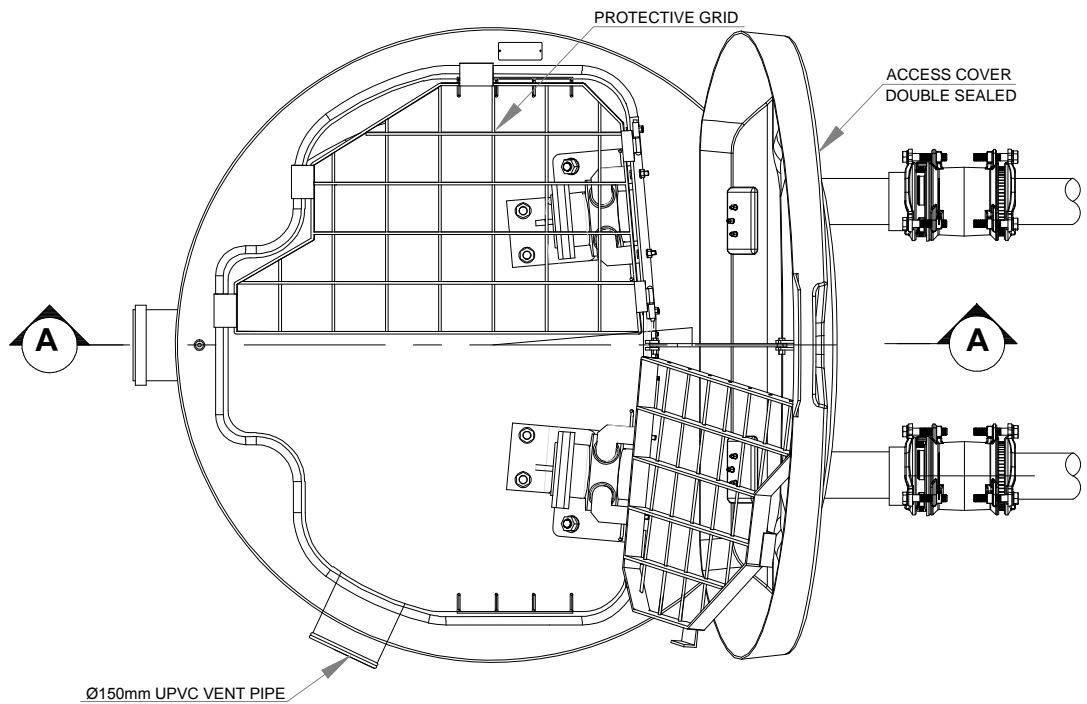 PROTECTIVE GRID
ACCESS COVER
DOUBLE SEALED
A
A
Ø150mm UPVC VENT PIPE